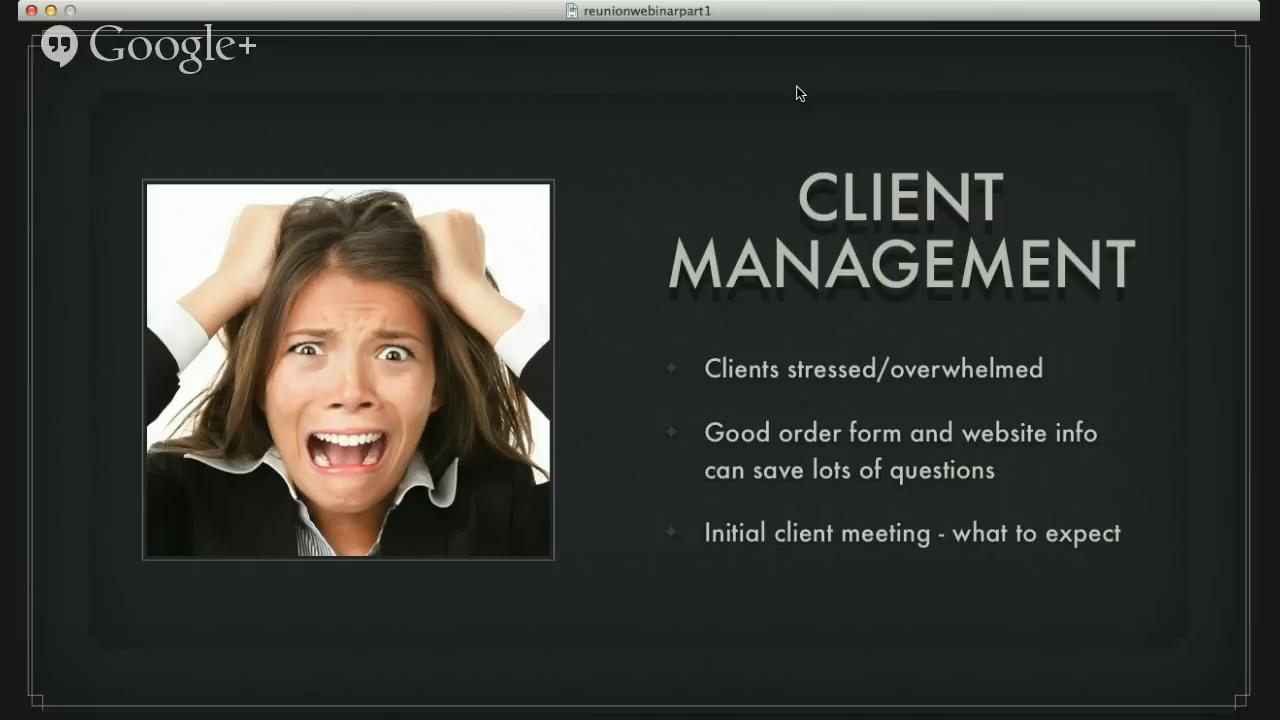 reunionwebinarpart1
Google+
CLIENT
MANAGEMENT
Clients stressed/overwhelmed
Good order form and website info
can save lots of questions
Initial client meeting - what to expect